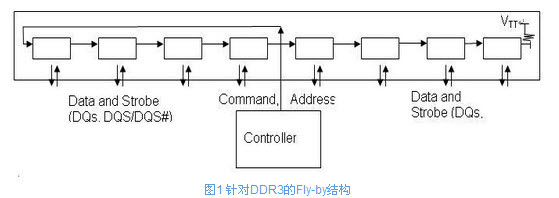 VTT
Data and Strobe
(DQs, DQS/DQS#)
Command, Address
Data and
Strobe (DQs,
Controller
图1 针对DDR3的Fly-by结构